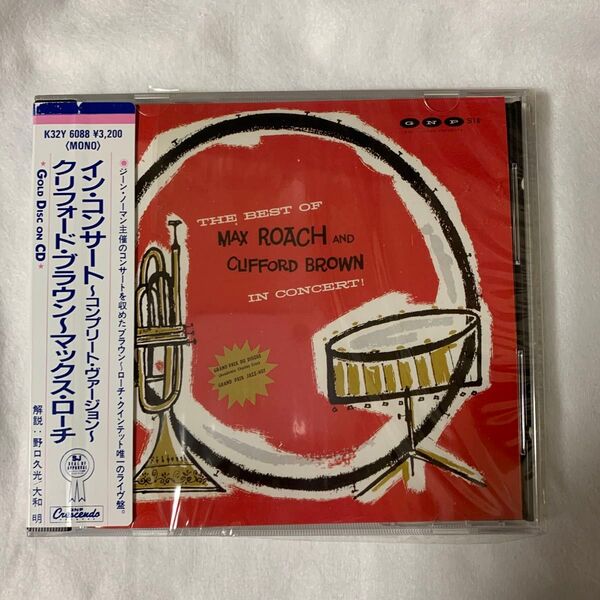 K32Y 6088 ¥3,200
〈MONO〉
●ジーン・ノーマン主催のコンサートを収めたブラウン〜ローチ・クインテット唯一のライヴ盤。
イン・コンサート〜コンプリート・ヴァージョン〜
クリフォード・ブラウン〜マックス・ローチ
★GOLD DISC ON CD★
解説：野口久光、大和 明
GNP
Crescendo
GNP
THE BEST OF
MAX ROACH AND
CLIFFORD BROWN
IN CONCERT!
GRAND PRIX DU DISQUE
GRAND PRIX JAZZ-HOT